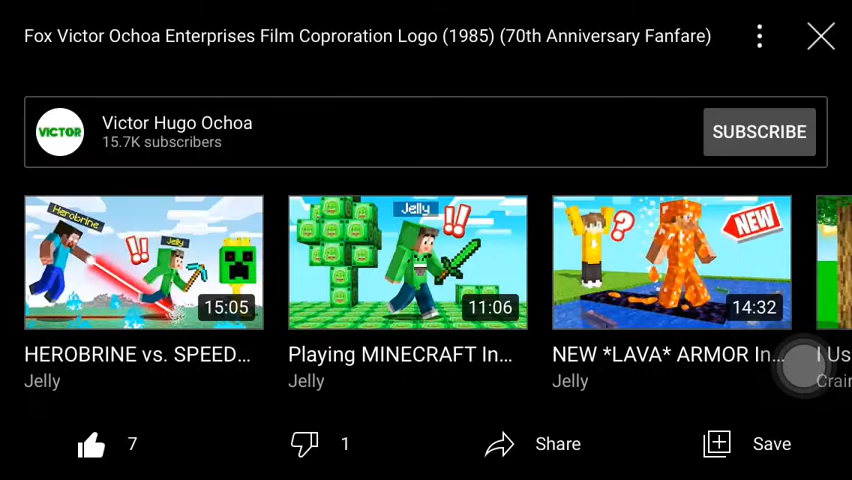 Fox Victor Ochoa Enterprises Film Coproration Logo (1985) (70th Anniversary Fanfare)
VICTOR
Victor Hugo Ochoa
15.7K subscribers
SUBSCRIBE
Herobrine
!!
Jelly
15:05
Jelly
!!
11:06
?
NEW
14:32
HEROBRINE vs. SPEED...
Playing MINECRAFT In...
NEW *LAVA* ARMOR In...
I Us
Jelly
Jelly
Jelly
Crain
7
1
Share
Save